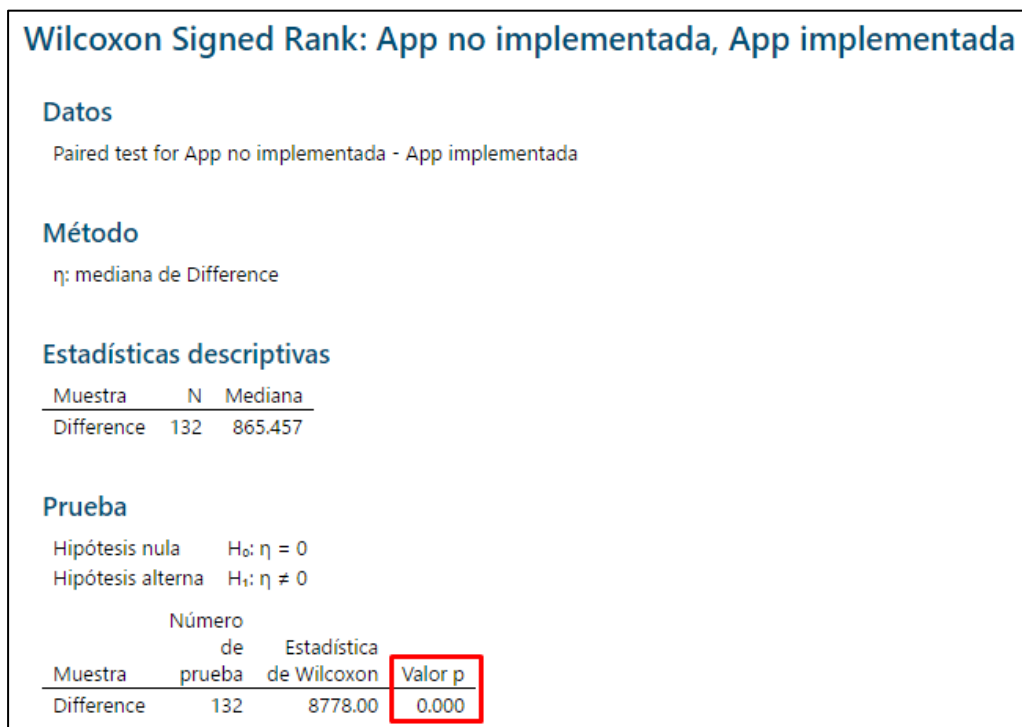 Wilcoxon Signed Rank: App no implementada, App implementada
Datos
Paired test for App no implementada - App implementada
Método
η: mediana de Difference
Estadísticas descriptivas
Muestra N Mediana
Difference 132 865.457
Prueba
Hipótesis nula H₀: η = 0
Hipótesis alterna H₁: η ≠ 0
Número
de Estadística
Muestra prueba de Wilcoxon Valor p
Difference 132 8778.00 0.000